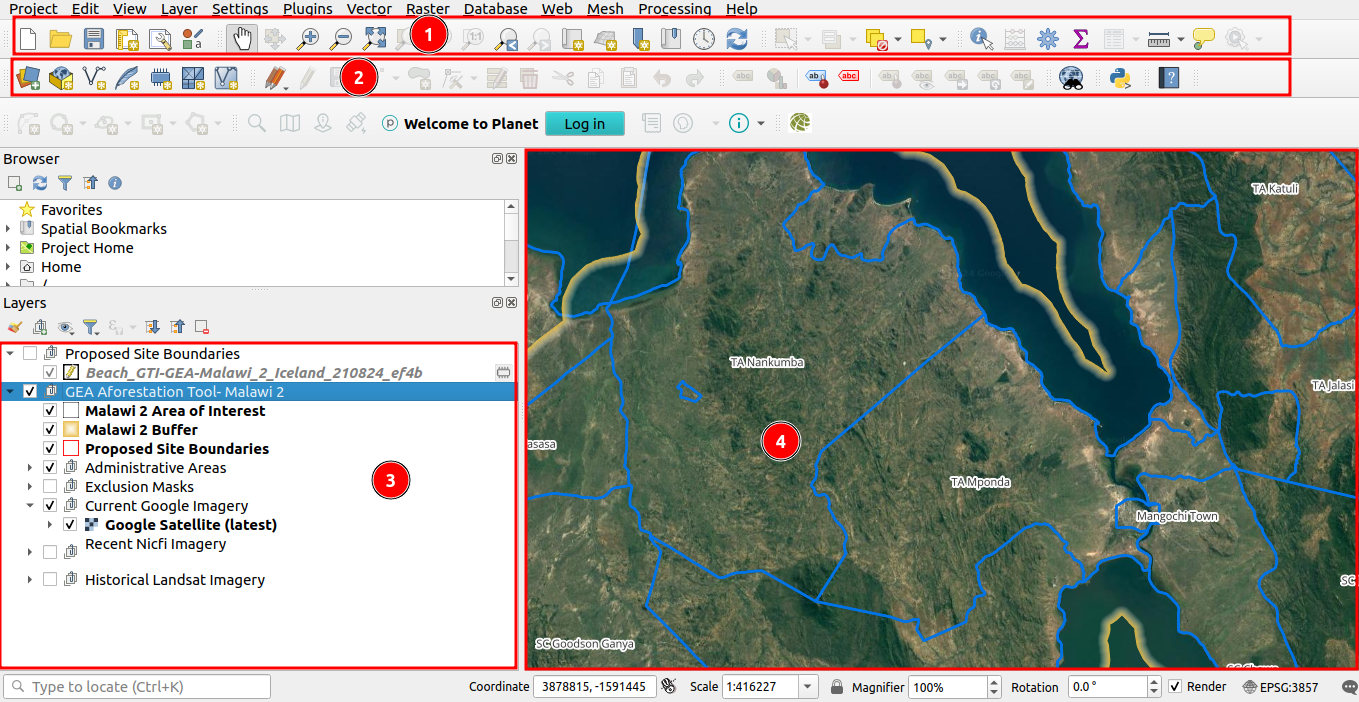 Project Edit View Layer Settings Plugins Vector Raster Database Web Mesh Processing Help
1
2
Welcome to Planet Log in
Browser
Favorites
Spatial Bookmarks
Project Home
Home
/
Layers
Proposed Site Boundaries
Beach_GTI-GEA-Malawi_2_Iceland_210824_ef4b
GEA Aforestation Tool- Malawi 2
Malawi 2 Area of Interest
Malawi 2 Buffer
Proposed Site Boundaries
Administrative Areas
Exclusion Masks
Current Google Imagery
Google Satellite (latest)
Recent Nicfi Imagery
Historical Landsat Imagery
3
TA Katuli
TA Nankumba
TA Jalasi
asasa
4
TA Mponda
Mangochi Town
SC
SC Goodson Ganya
Type to locate (Ctrl+K) Coordinate 3878815, -1591445 Scale 1:416227 Magnifier 100% Rotation 0.0 ° Render EPSG:3857